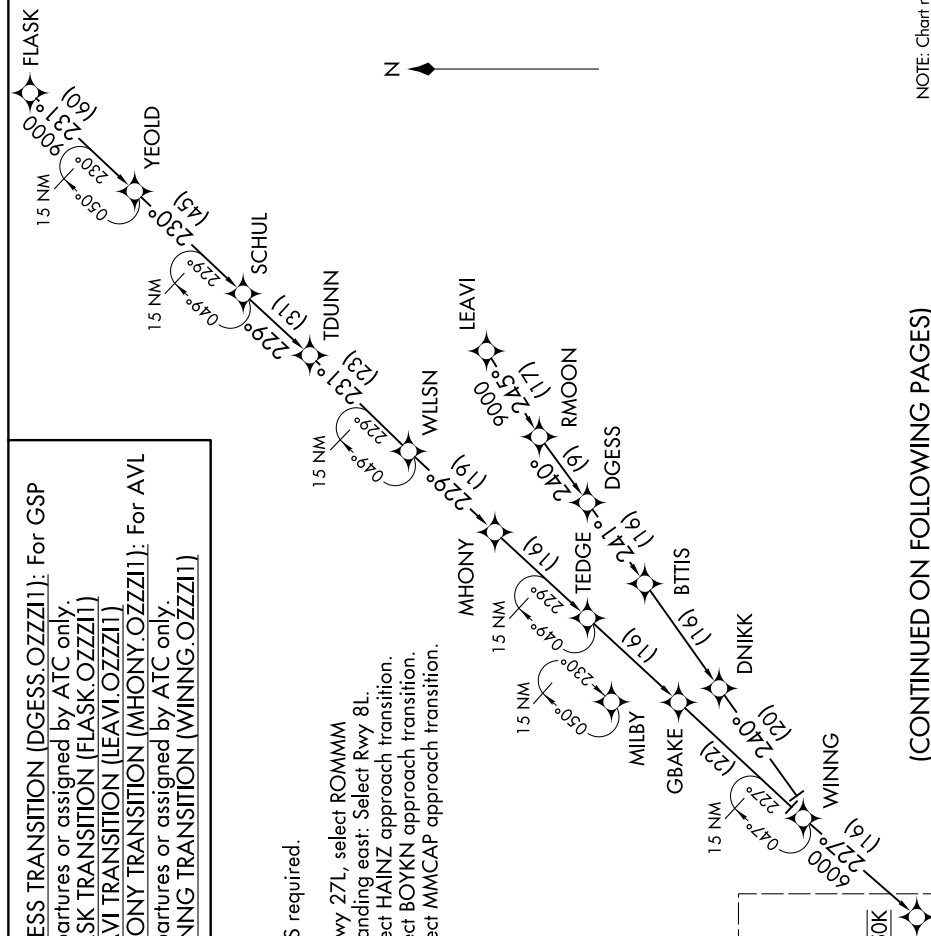 ESS TRANSITION (DGESS.OZZZI1): For GSP
artures or assigned by ATC only.
SK TRANSITION (FLASK.OZZZI1)
VI TRANSITION (LEAVI.OZZZI1)
ONY TRANSITION (MHONY.OZZZI1): For AVL
artures or assigned by ATC only.
NNG TRANSITION (WINNG.OZZZI1)
S required.
wy 27L, select ROMMM
anding east: Select Rwy 8L.
ect HAINZ approach transition.
ect BOYKN approach transition.
ect MMCAP approach transition.
FLASK
9000
231°
(60)
15 NM
230°
050°
YEOLD
230°
(45)
15 NM
229°
049°
SCHUL
229°
(31)
TDUNN
231°
(23)
15 NM
229°
049°
WLLSN
229°
(19)
MHONY
(16)
15 NM
229°
049°
TEDGE
(16)
15 NM
230°
050°
MILBY
GBAKE
(22)
LEAVI
9000
245°
(17)
RMOON
240°
(9)
DGESS
241°
(16)
BTTIS
(16)
DNIKK
240°
(20)
15 NM
227°
047°
WINNG
6000
227°
(16)
0K
N
NOTE: Chart
(CONTINUED ON FOLLOWING PAGES)